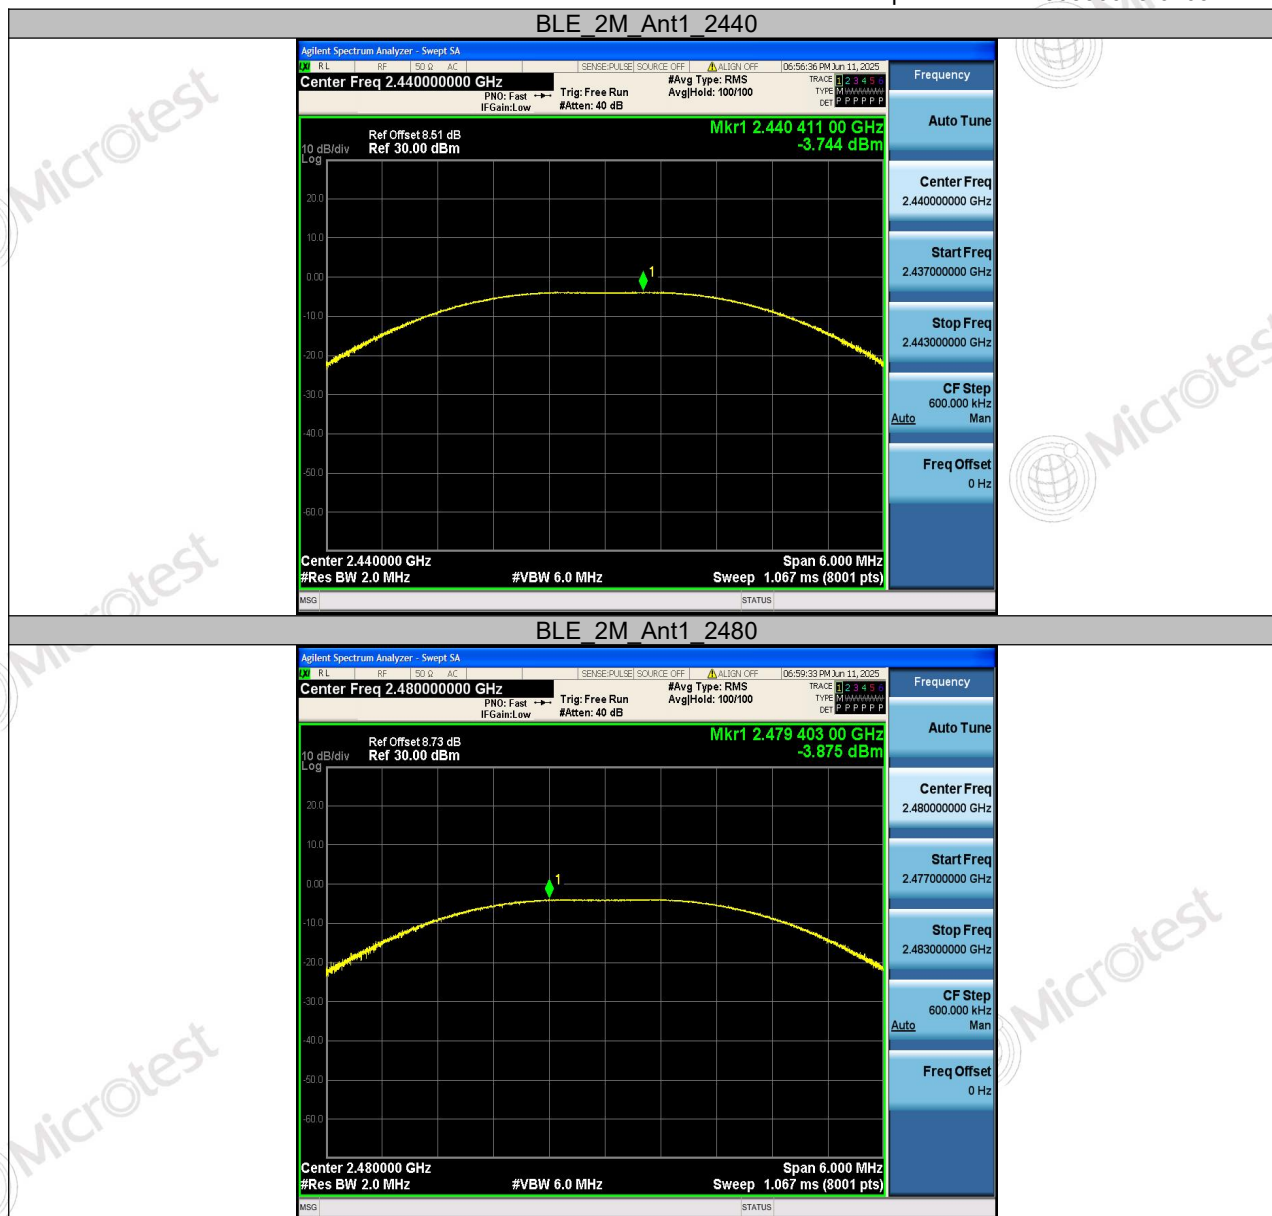 BLE_2M_Ant1_2440
Agilent Spectrum Analyzer - Swept SA
RL RF 50 Ω AC SENSE:PULSE SOURCE OFF ALIGN OFF 06:56:36 PM Jun 11, 2025
Center Freq 2.440000000 GHz
PNO: Fast
IFGain:Low
Trig: Free Run
#Atten: 40 dB
#Avg Type: RMS
Avg|Hold: 100/100
TRACE 1 2 3 4 5 6
TYPE M
DET P P P P P P
Mkr1 2.440 411 00 GHz
-3.744 dBm
Ref Offset 8.51 dB
10 dB/div Ref 30.00 dBm
Log
20.0
10.0
0.00
-10.0
-20.0
-30.0
-40.0
-50.0
-60.0
1
Center 2.440000 GHz Span 6.000 MHz
#Res BW 2.0 MHz #VBW 6.0 MHz Sweep 1.067 ms (8001 pts)
MSG STATUS
Frequency
Auto Tune
Center Freq
2.440000000 GHz
Start Freq
2.437000000 GHz
Stop Freq
2.443000000 GHz
CF Step
600.000 kHz
Auto Man
Freq Offset
0 Hz
BLE_2M_Ant1_2480
Agilent Spectrum Analyzer - Swept SA
RL RF 50 Ω AC SENSE:PULSE SOURCE OFF ALIGN OFF 06:59:33 PM Jun 11, 2025
Center Freq 2.480000000 GHz
PNO: Fast
IFGain:Low
Trig: Free Run
#Atten: 40 dB
#Avg Type: RMS
Avg|Hold: 100/100
TRACE 1 2 3 4 5 6
TYPE M
DET P P P P P P
Mkr1 2.479 403 00 GHz
-3.875 dBm
Ref Offset 8.73 dB
10 dB/div Ref 30.00 dBm
Log
20.0
10.0
0.00
-10.0
-20.0
-30.0
-40.0
-50.0
-60.0
1
Center 2.480000 GHz Span 6.000 MHz
#Res BW 2.0 MHz #VBW 6.0 MHz Sweep 1.067 ms (8001 pts)
MSG STATUS
Frequency
Auto Tune
Center Freq
2.480000000 GHz
Start Freq
2.477000000 GHz
Stop Freq
2.483000000 GHz
CF Step
600.000 kHz
Auto Man
Freq Offset
0 Hz
Microtest
Microtest
Microtest
Microtest
Microtest